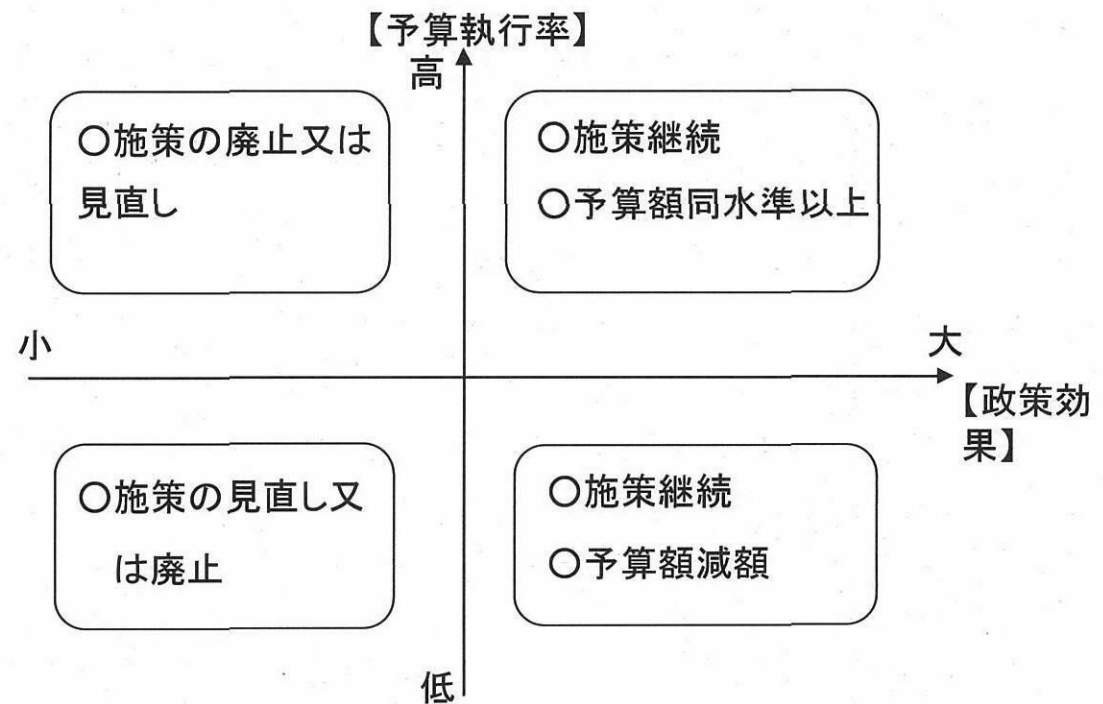 【予算執行率】
高
○施策の廃止又は
見直し
○施策継続
○予算額同水準以上
小
大
【政策効
果】
○施策の見直し又
は廃止
○施策継続
○予算額減額
低